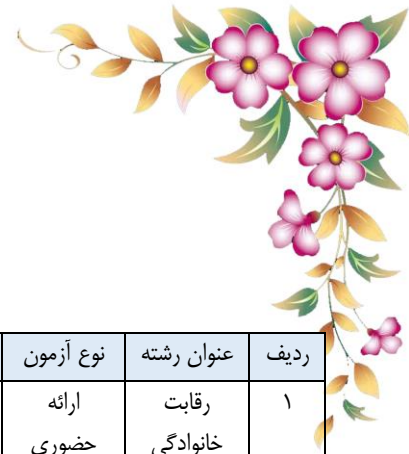 ردیف عنوان رشته نوع آزمون
۱ رقابت ارائه
خانوادگی حضوری